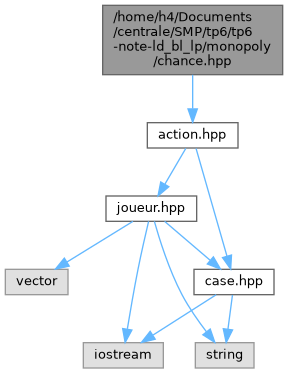 /home/h4/Documents
/centrale/SMP/tp6/tp6
-note-ld_bl_lp/monopoly
/chance.hpp
action.hpp
joueur.hpp
vector
case.hpp
iostream
string